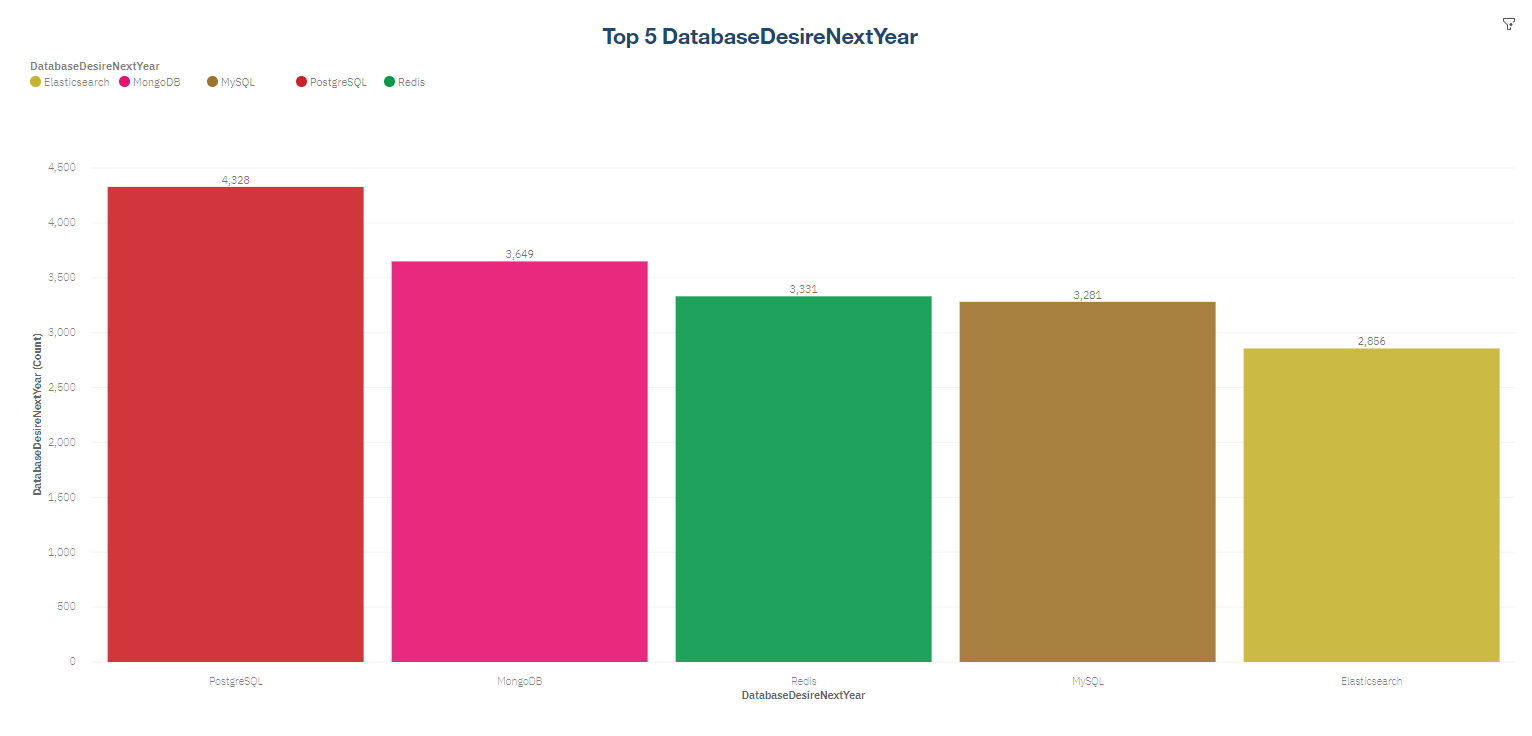 Top 5 DatabaseDesireNextYear
DatabaseDesireNextYear
Elasticsearch MongoDB MySQL PostgreSQL Redis
4,500
4,000
3,500
3,000
2,500
2,000
1,500
1,000
500
0
DatabaseDesireNextYear (Count)
4,328
3,649
3,331
3,281
2,856
PostgreSQL MongoDB Redis MySQL Elasticsearch
DatabaseDesireNextYear